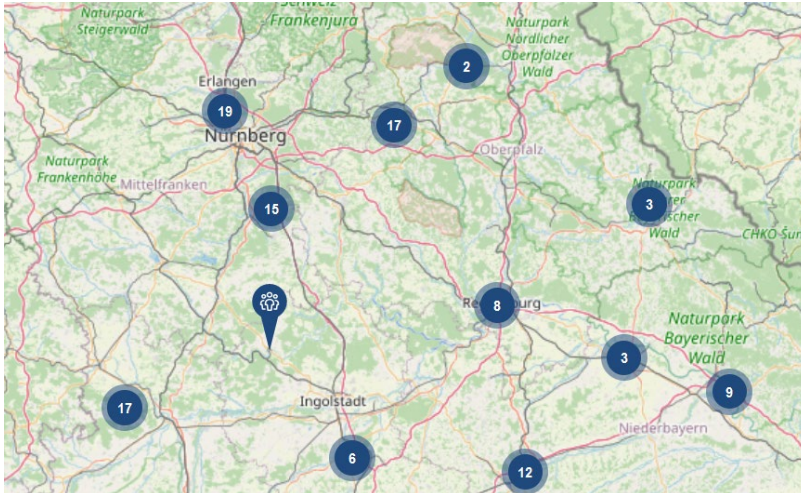 Naturpark
Steigerwald
Frankenjura
Naturpark
Nördlicher
Oberpfälzer
Wald
2
Erlangen
19
17
Nürnberg
Oberpfalz
Naturpark
Frankenhöhe
Mittelfranken
Naturpark
3
Wald
15
CHKO Šum
8
Naturpark
Bayerischer
Wald
3
9
17
Ingolstadt
Niederbayern
6
12